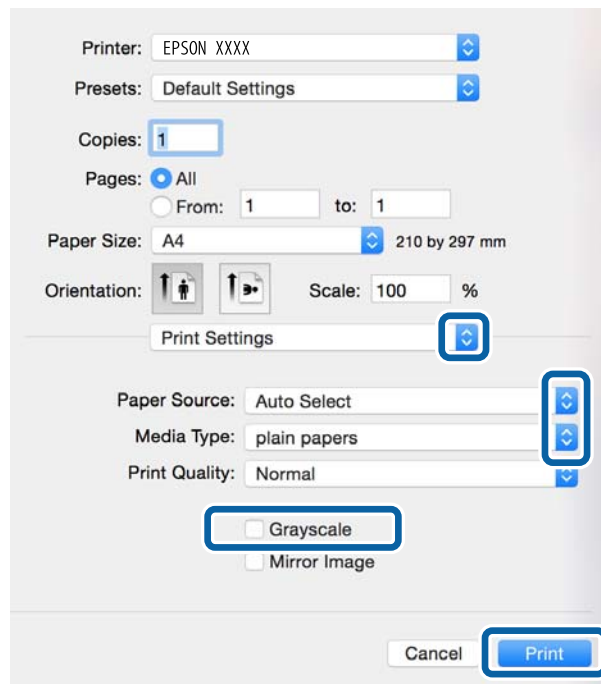 Printer: EPSON XXXX
Presets: Default Settings
Copies: 1
Pages: All
From: 1 to: 1
Paper Size: A4 210 by 297 mm
Orientation: Scale: 100 %
Print Settings
Paper Source: Auto Select
Media Type: plain papers
Print Quality: Normal
Grayscale
Mirror Image
Cancel Print